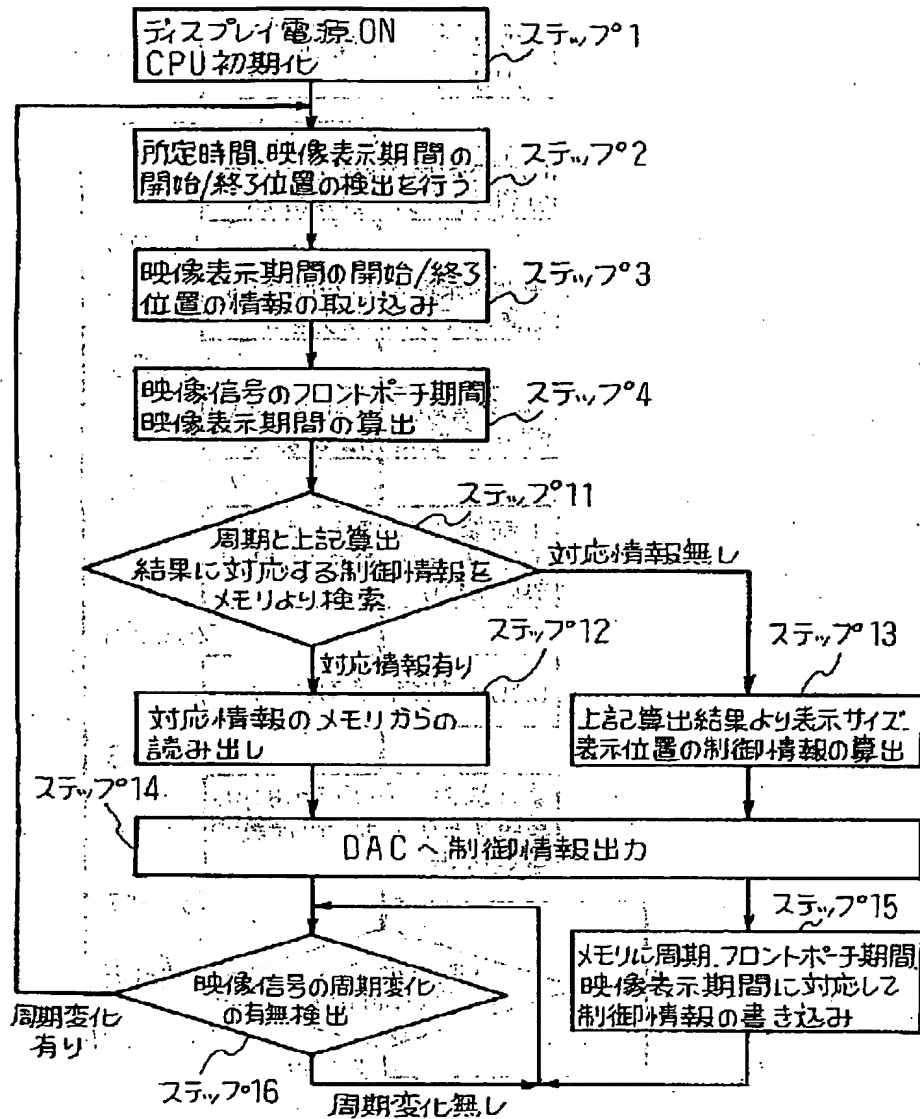 ディスプレイ電源ON
CPU初期化
ステップ1
所定時間、映像表示期間の
開始/終了位置の検出を行う
ステップ2
映像表示期間の開始/終了
位置の情報の取り込み
ステップ3
映像信号のフロントポーチ期間
映像表示期間の算出
ステップ4
ステップ11
周期と上記算出
結果に対応する制御情報を
メモリより検索
対応情報無し
対応情報有り
ステップ12
対応情報のメモリからの
読み出し
ステップ13
上記算出結果より表示サイズ
表示位置の制御情報の算出
ステップ14
DACへ制御情報出力
ステップ15
メモリに周期、フロントポーチ期間
映像表示期間に対応して
制御情報の書き込み
映像信号の周期変化
の有無検出
周期変化
有り
ステップ16
周期変化無し